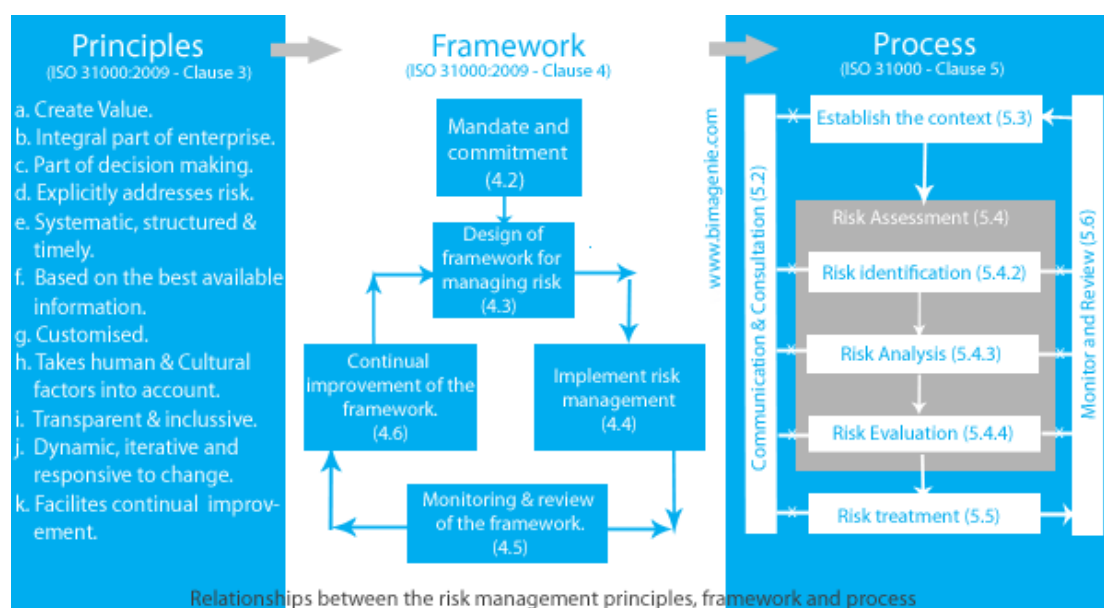 Principles
(ISO 31000:2009 - Clause 3)
a. Create Value.
b. Integral part of enterprise.
c. Part of decision making.
d. Explicitly addresses risk.
e. Systematic, structured &
timely.
f. Based on the best available
information.
g. Customised.
h. Takes human & Cultural
factors into account.
i. Transparent & inclussive.
j. Dynamic, iterative and
responsive to change.
k. Facilites continual improv-
ement.
Framework
(ISO 31000:2009 - Clause 4)
Mandate and
commitment
(4.2)
Design of
framework for
managing risk
(4.3)
Implement risk
management
(4.4)
Monitoring & review
of the framework.
(4.5)
Continual
improvement of the
framework.
(4.6)
www.bimagenie.com
Process
(ISO 31000 - Clause 5)
Communication & Consultation (5.2)
Establish the context (5.3)
Risk Assessment (5.4)
Risk identification (5.4.2)
Risk Analysis (5.4.3)
Risk Evaluation (5.4.4)
Risk treatment (5.5)
Monitor and Review (5.6)
Relationships between the risk management principles, framework and process